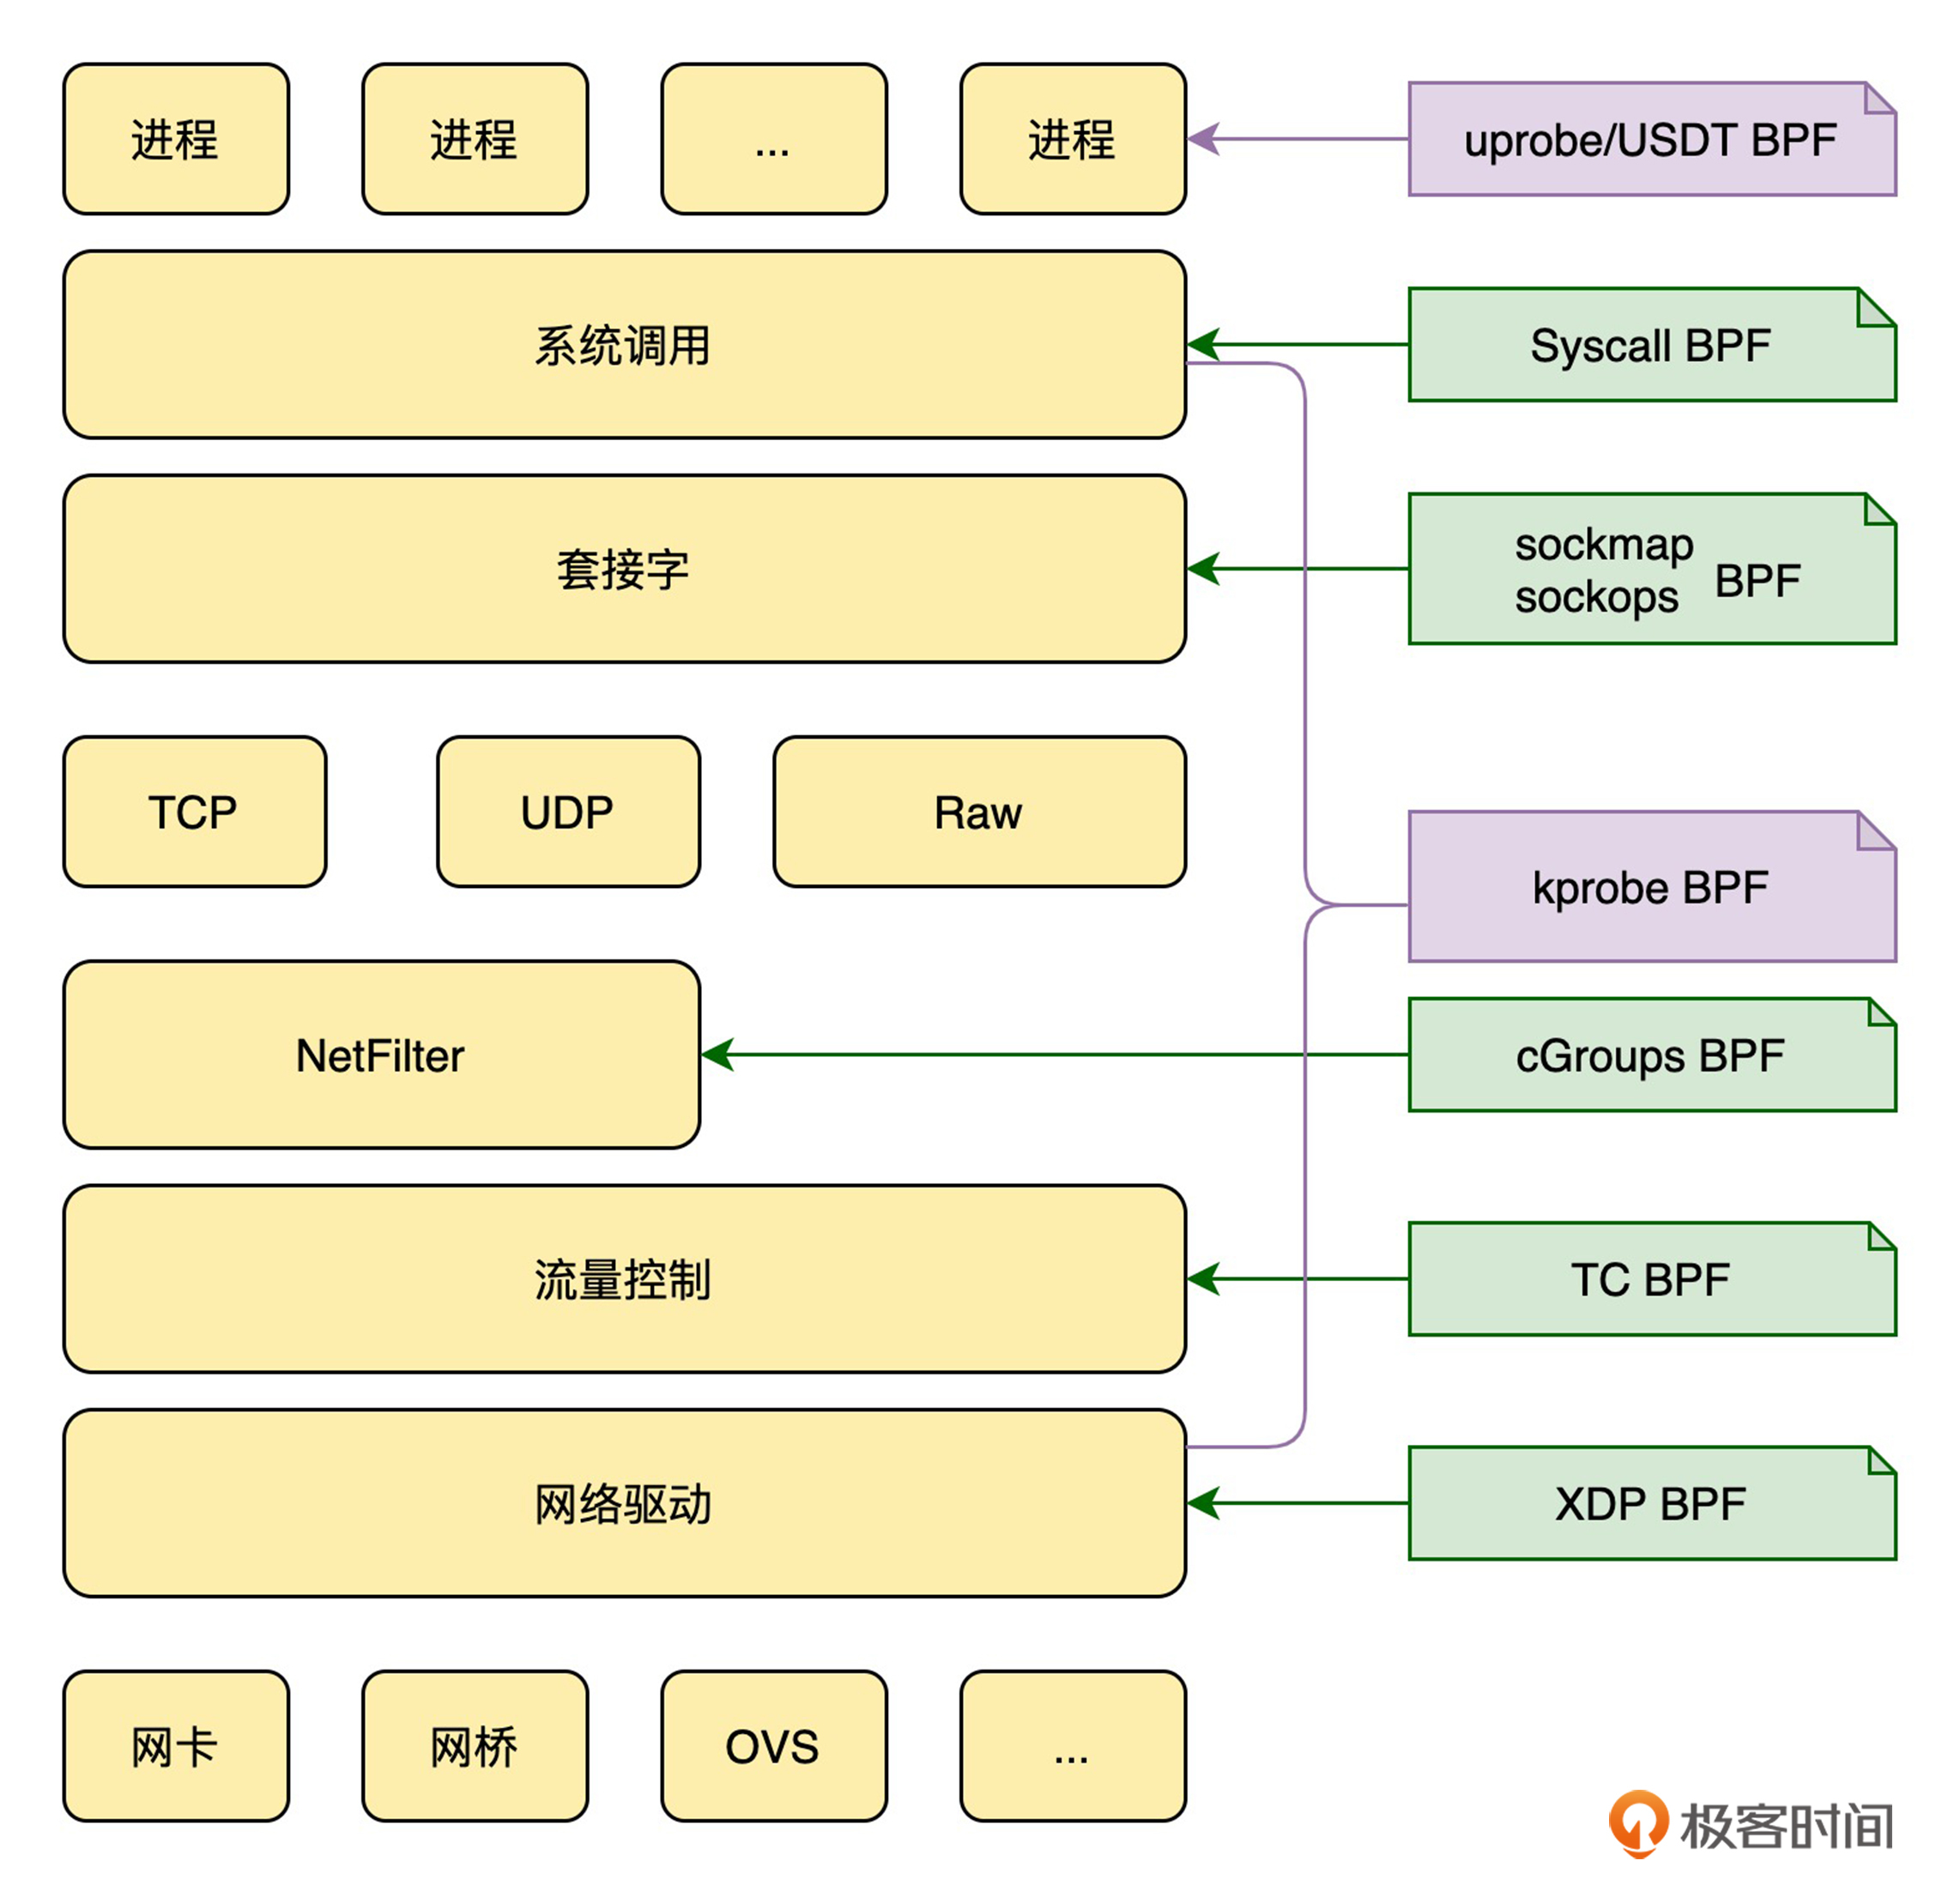 进程
进程
...
进程
uprobe/USDT BPF
系统调用
Syscall BPF
套接字
sockmap
sockops
BPF
TCP
UDP
Raw
kprobe BPF
NetFilter
cGroups BPF
流量控制
TC BPF
网络驱动
XDP BPF
网卡
网桥
OVS
...
极客时间